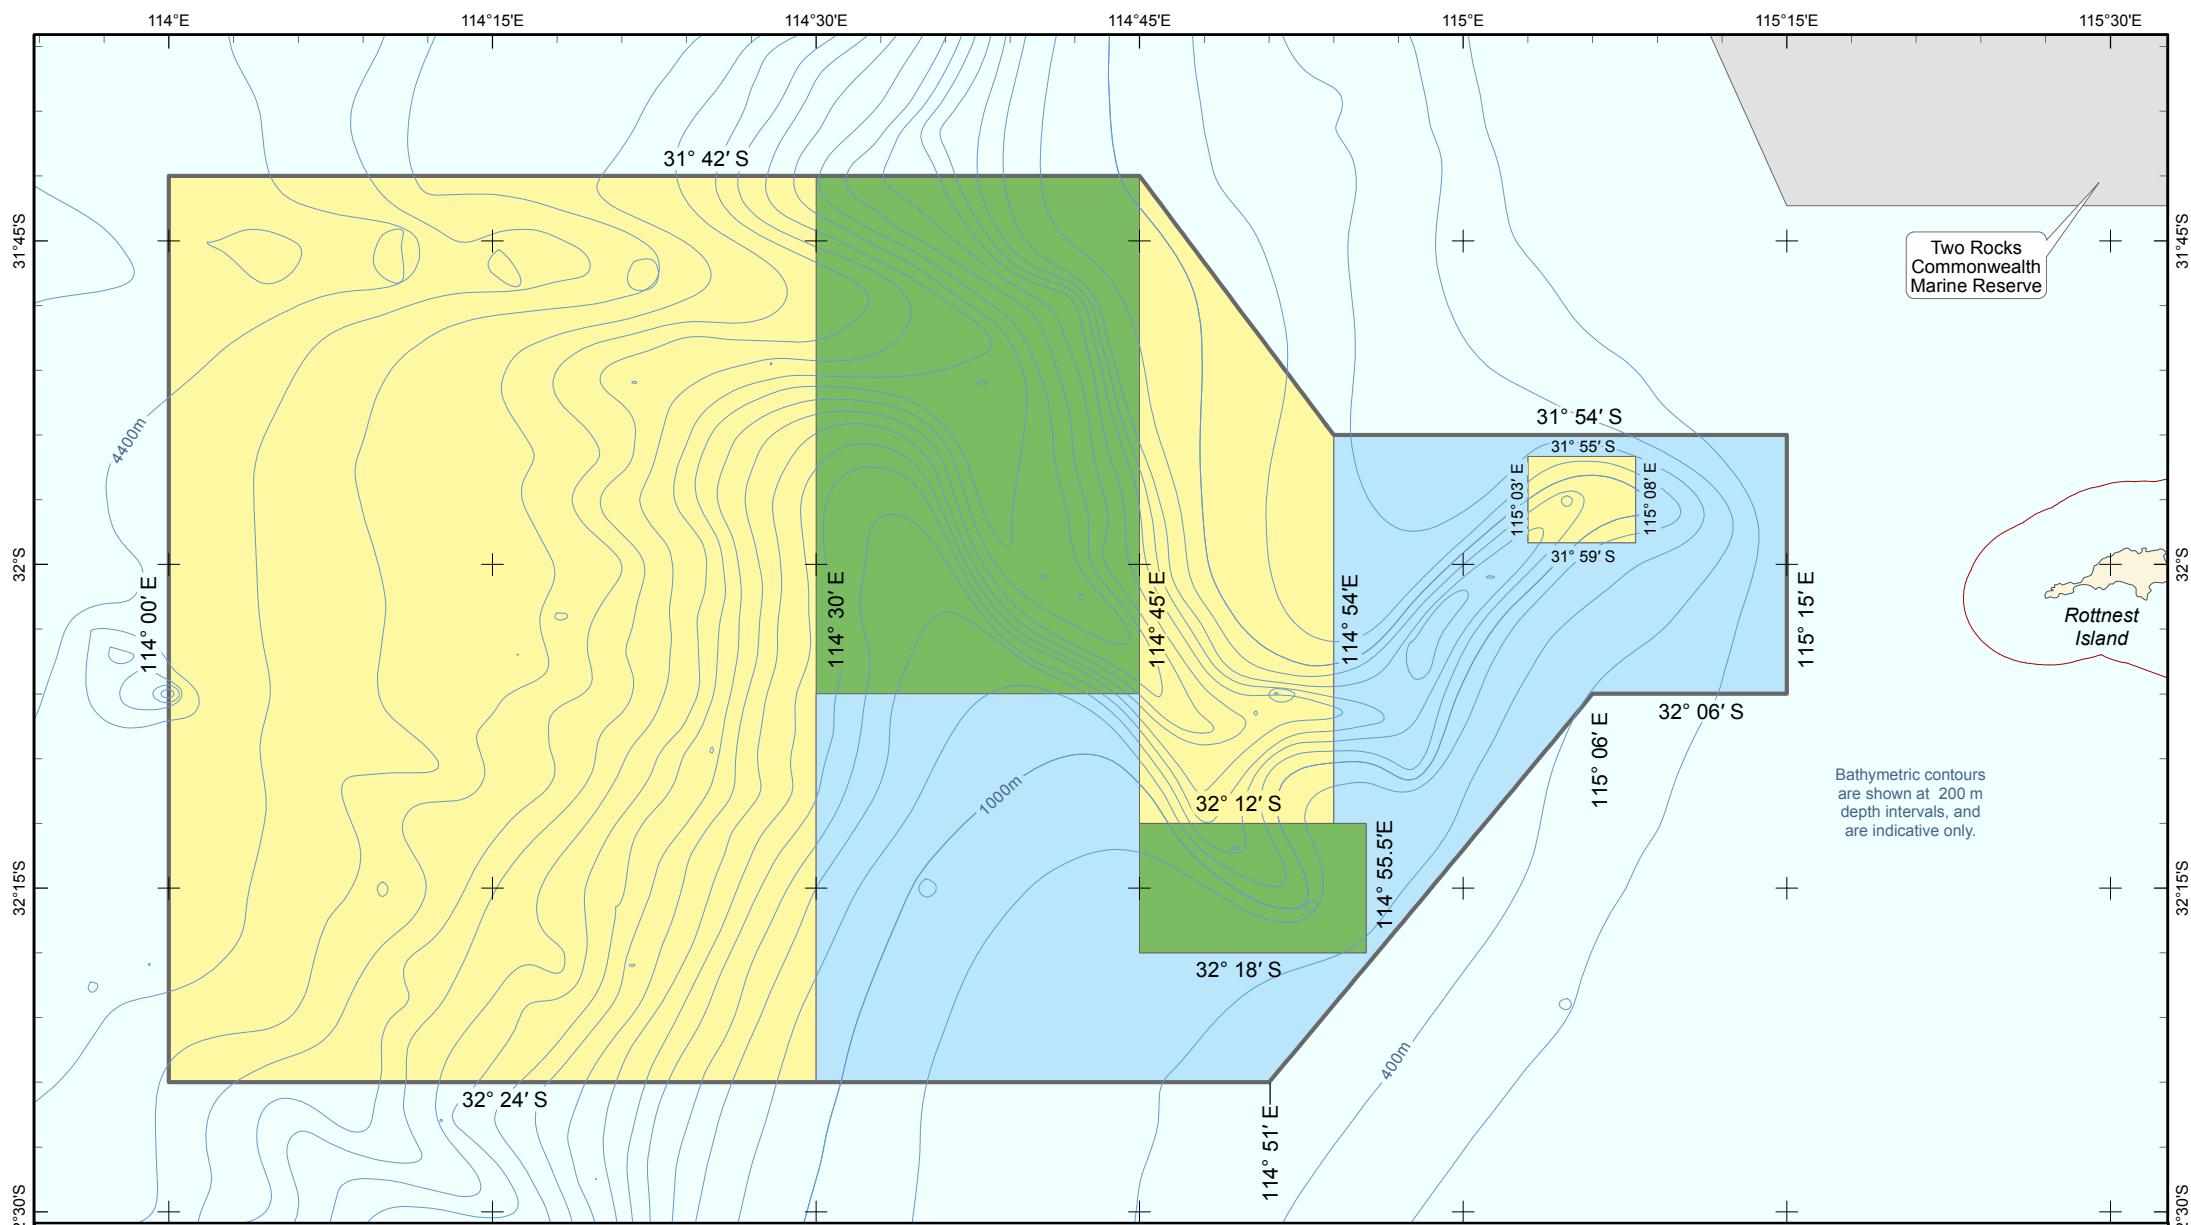 114°E
114°15'E
114°30'E
114°45'E
115°E
115°15'E
115°30'E
31° 42' S
31°45'S
31°45'S
Two Rocks
Commonwealth
Marine Reserve
4400m
31° 54' S
31° 55' S
115° 03' E
115° 08' E
31° 59' S
32°S
32°S
114° 00' E
114° 30' E
114° 45' E
114° 54'E
115° 15' E
Rottnest
Island
32° 06' S
115° 06' E
1000m
32° 12' S
Bathymetric contours
are shown at 200 m
depth intervals, and
are indicative only.
114° 55.5'E
32°15'S
32°15'S
32° 18' S
400m
32° 24' S
114° 51' E
2°30'S
2°30'S